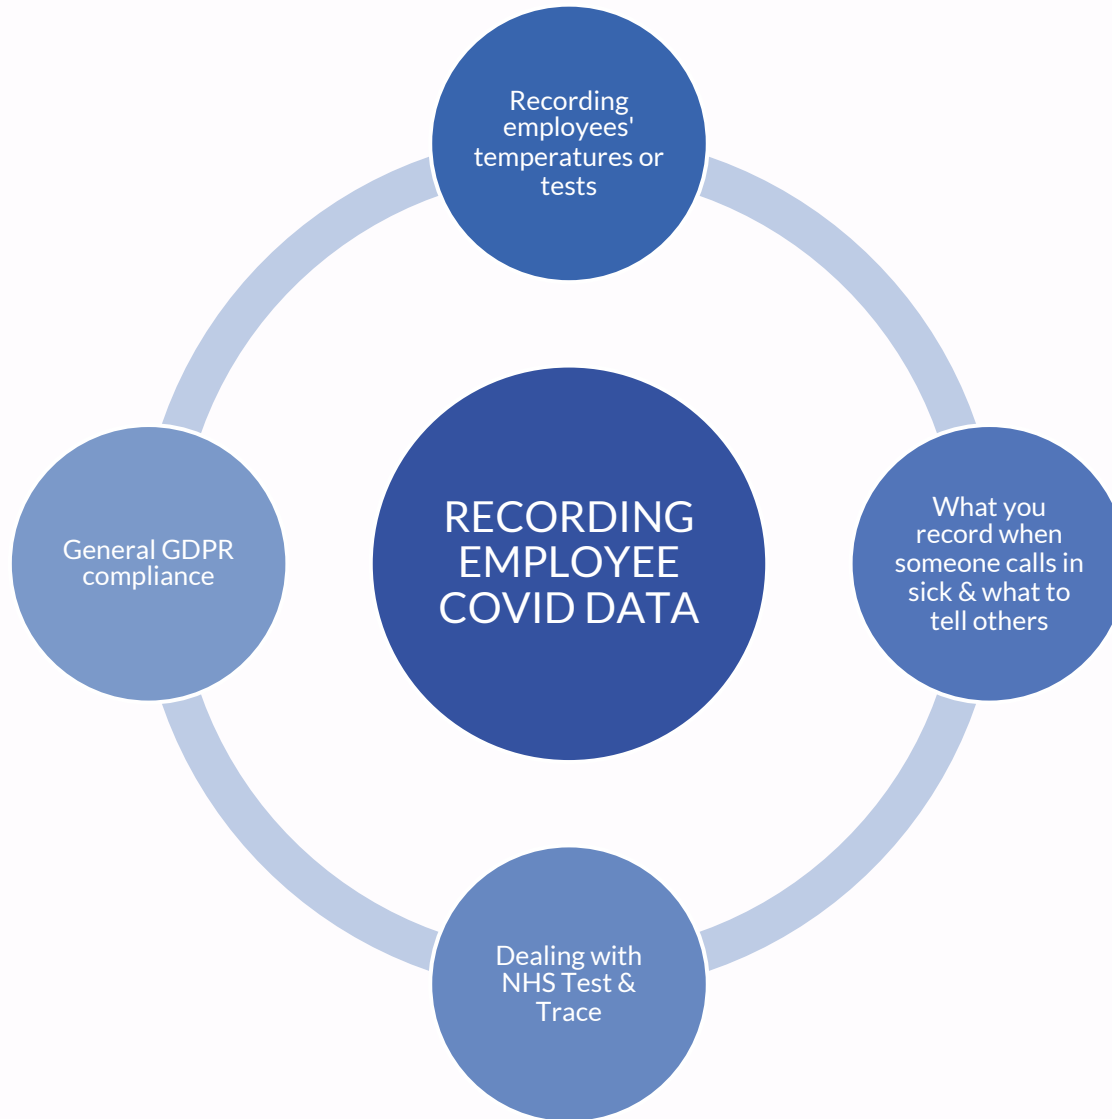 Recording
employees'
temperatures or
tests
What you
record when
someone calls in
sick & what to
tell others
RECORDING
EMPLOYEE
COVID DATA
General GDPR
compliance
Dealing with
NHS Test &
Trace